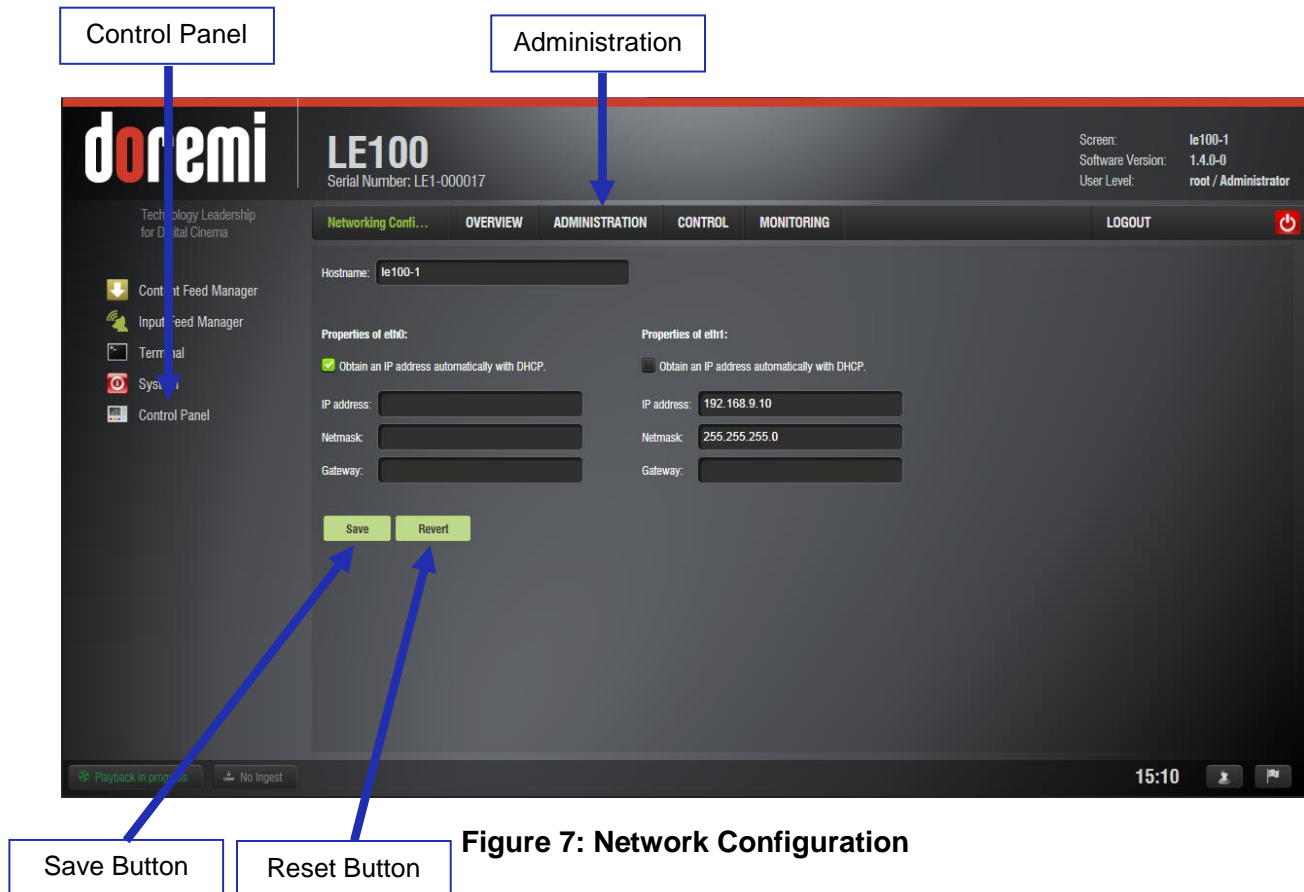 Control Panel
Administration
doremi
Technology Leadership
for Digital Cinema
LE100
Serial Number: LE1-000017
Screen: le100-1
Software Version: 1.4.0-0
User Level: root / Administrator
Networking Confi... OVERVIEW ADMINISTRATION CONTROL MONITORING LOGOUT
Content Feed Manager
Input Feed Manager
Terminal
System
Control Panel
Hostname: le100-1
Properties of eth0: Properties of eth1:
Obtain an IP address automatically with DHCP. Obtain an IP address automatically with DHCP.
IP address: IP address: 192.168.9.10
Netmask: Netmask: 255.255.255.0
Gateway: Gateway:
Save Revert
Playback in progress No Ingest 15:10
Save Button Reset Button
Figure 7: Network Configuration